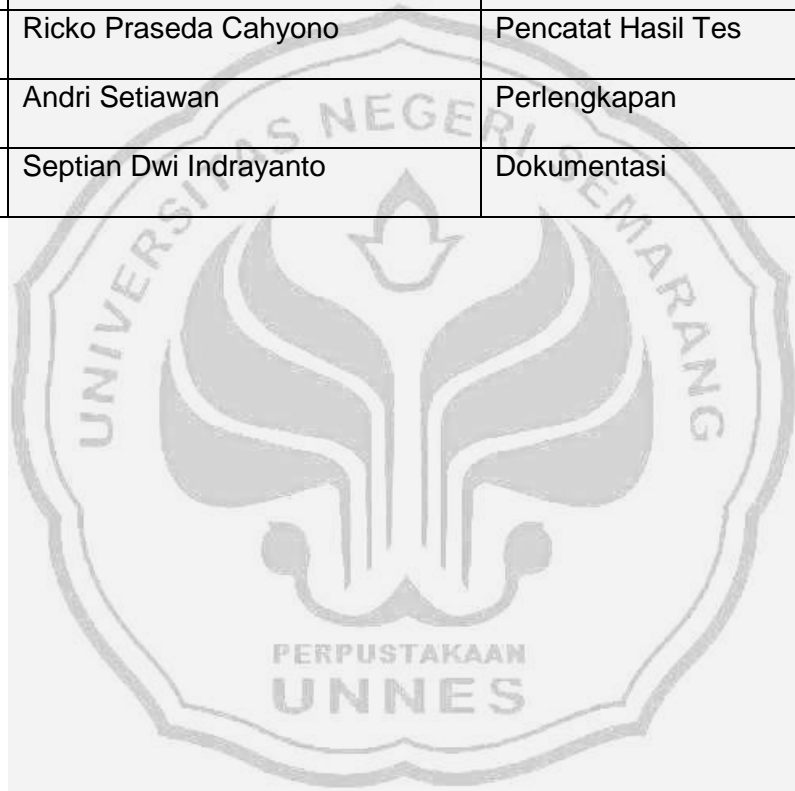 Ricko Praseda Cahyono Pencatat Hasil Tes
Andri Setiawan Perlengkapan
Septian Dwi Indrayanto Dokumentasi
UNIVERSITAS NEGERI SEMARANG
PERPUSTAKAAN
UNNES